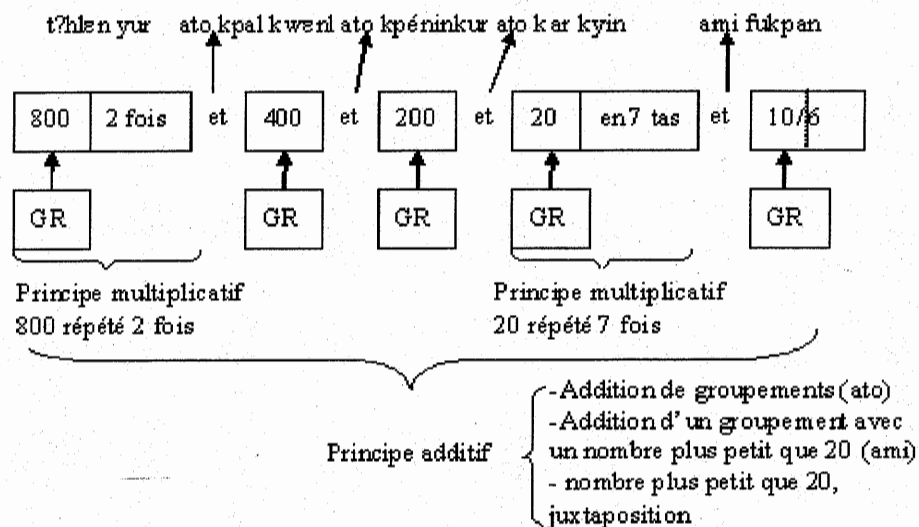 t?hlen yur ato kpal kwenl ato kpéninkur ato kar kyin ami fukpan
800 2 fois et 400 et 200 et 20 en 7 tas et 10/6
GR GR GR GR GR
Principe multiplicatif Principe multiplicatif
800 répété 2 fois 20 répété 7 fois
-Addition de groupements (ato)
-Addition d'un groupement avec
Principe additif un nombre plus petit que 20 (ami)
- nombre plus petit que 20,
juxtaposition